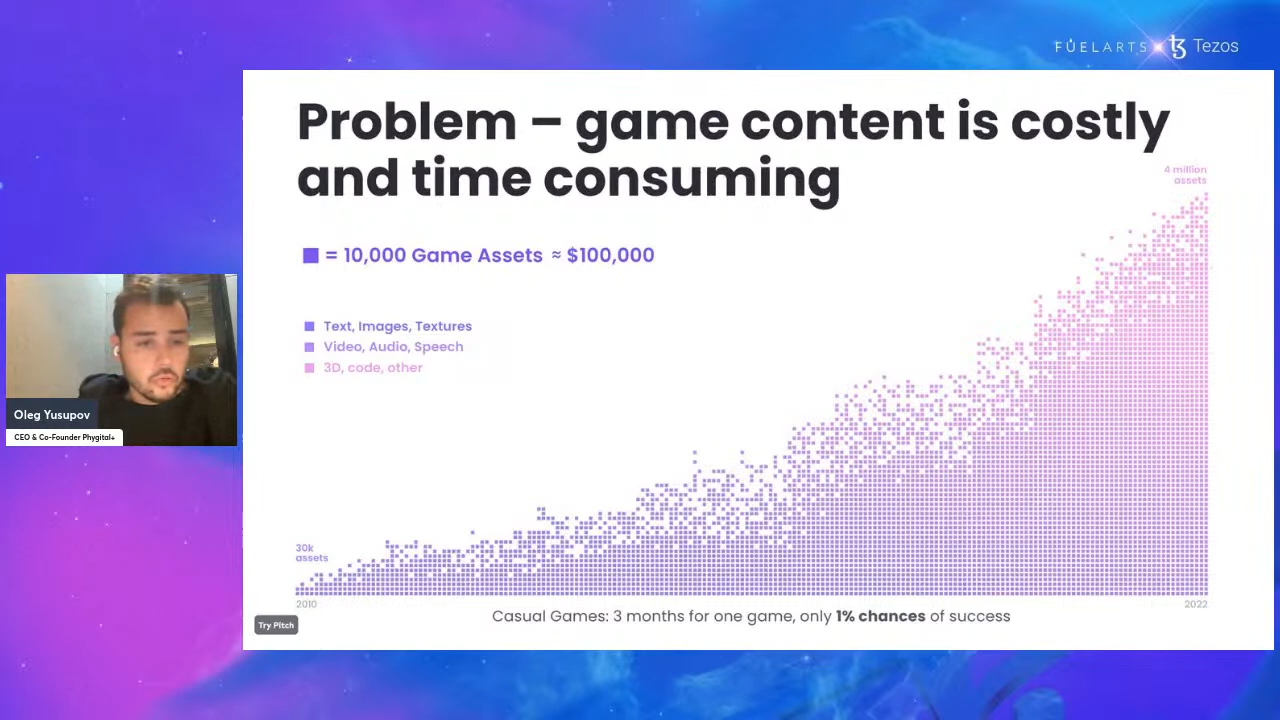 FUELARTS Tezos
Problem – game content is costly
and time consuming
4 million
assets
= 10,000 Game Assets ≈ $100,000
Text, Images, Textures
Video, Audio, Speech
3D, code, other
Oleg Yusupov
CEO & Co-Founder Phygital+
30k
assets
2010
2022
Casual Games: 3 months for one game, only 1% chances of success
Try Pitch